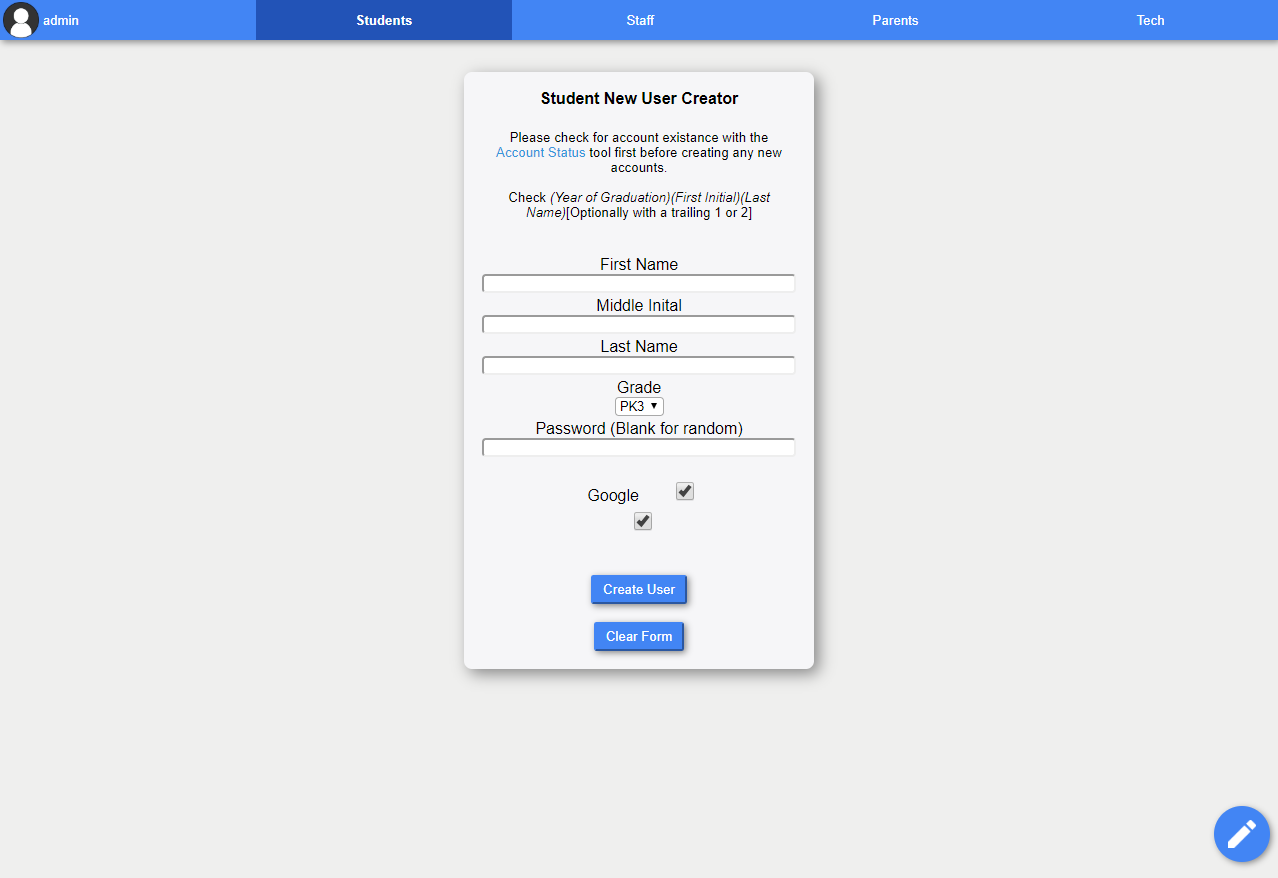 admin
Students
Staff
Parents
Tech
Student New User Creator
Please check for account existance with the
Account Status tool first before creating any new
accounts.
Check (Year of Graduation)(First Initial)(Last
Name)[Optionally with a trailing 1 or 2]
First Name
Middle Inital
Last Name
Grade
PK3
Password (Blank for random)
Google
Create User
Clear Form